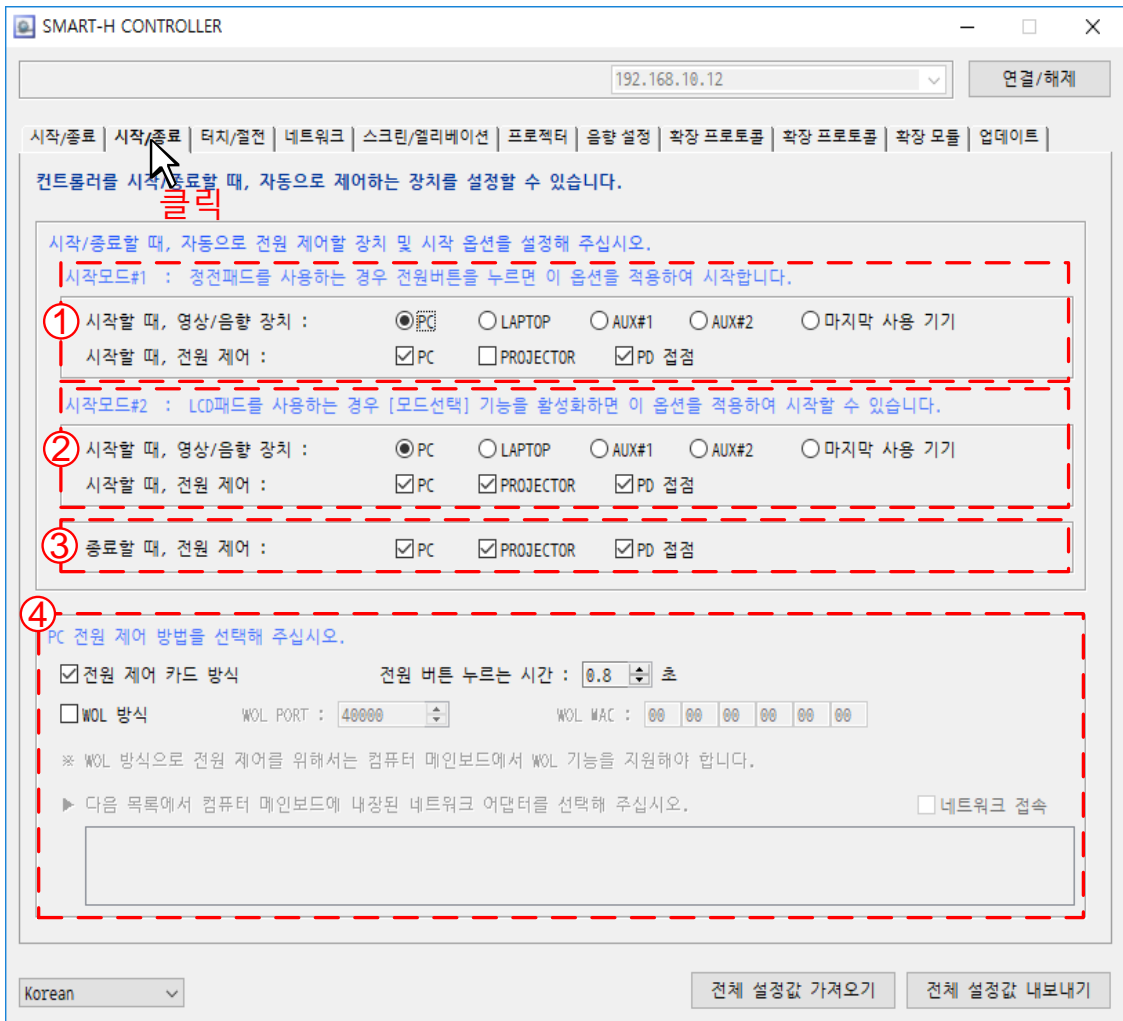 SMART-H CONTROLLER
192.168.10.12 연결/해제
시작/종료 시작/종료 터치/절전 네트워크 스크린/엘리베이션 프로젝터 음향 설정 확장 프로토콜 확장 프로토콜 확장 모듈 업데이트
컨트롤러를 시작/종료할 때, 자동으로 제어하는 장치를 설정할 수 있습니다.
클릭
시작/종료할 때, 자동으로 전원 제어할 장치 및 시작 옵션을 설정해 주십시오.
시작모드#1 : 정전패드를 사용하는 경우 전원버튼을 누르면 이 옵션을 적용하여 시작합니다.
① 시작할 때, 영상/음향 장치 : PC LAPTOP AUX#1 AUX#2 마지막 사용 기기
시작할 때, 전원 제어 : PC PROJECTOR PD 접점
시작모드#2 : LCD패드를 사용하는 경우 [모드선택] 기능을 활성화하면 이 옵션을 적용하여 시작할 수 있습니다.
② 시작할 때, 영상/음향 장치 : PC LAPTOP AUX#1 AUX#2 마지막 사용 기기
시작할 때, 전원 제어 : PC PROJECTOR PD 접점
③ 종료할 때, 전원 제어 : PC PROJECTOR PD 접점
④
PC 전원 제어 방법을 선택해 주십시오.
전원 제어 카드 방식 전원 버튼 누르는 시간 : 0.8 초
WOL 방식 WOL PORT : 40000 WOL MAC : 00 00 00 00 00 00
※ WOL 방식으로 전원 제어를 위해서는 컴퓨터 메인보드에서 WOL 기능을 지원해야 합니다.
▶ 다음 목록에서 컴퓨터 메인보드에 내장된 네트워크 어댑터를 선택해 주십시오. 네트워크 접속
Korean 전체 설정값 가져오기 전체 설정값 내보내기